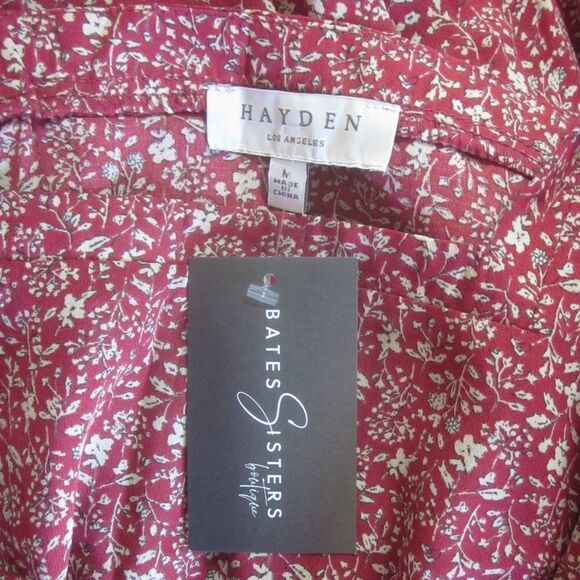 HAYDEN
LOS ANGELES
M
MADE
IN
CHINA
BATES
SISTERS
boutique